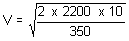 V = √((2 x 2200 x 10)/350)